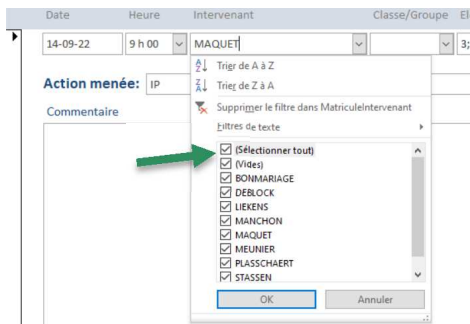 Date Heure Intervenant Classe/Groupe El
14-09-22 9 h 00 MAQUET 3;
Trier de A à Z
Action menée: IP
Trier de Z à A
Commentaire
Supprimer le filtre dans MatriculeIntervenant
Filtres de texte
(Sélectionner tout)
(Vides)
BONMARIAGE
DEBLOCK
LIEKENS
MANCHON
MAQUET
MEUNIER
PLASSCHAERT
STASSEN
OK Annuler